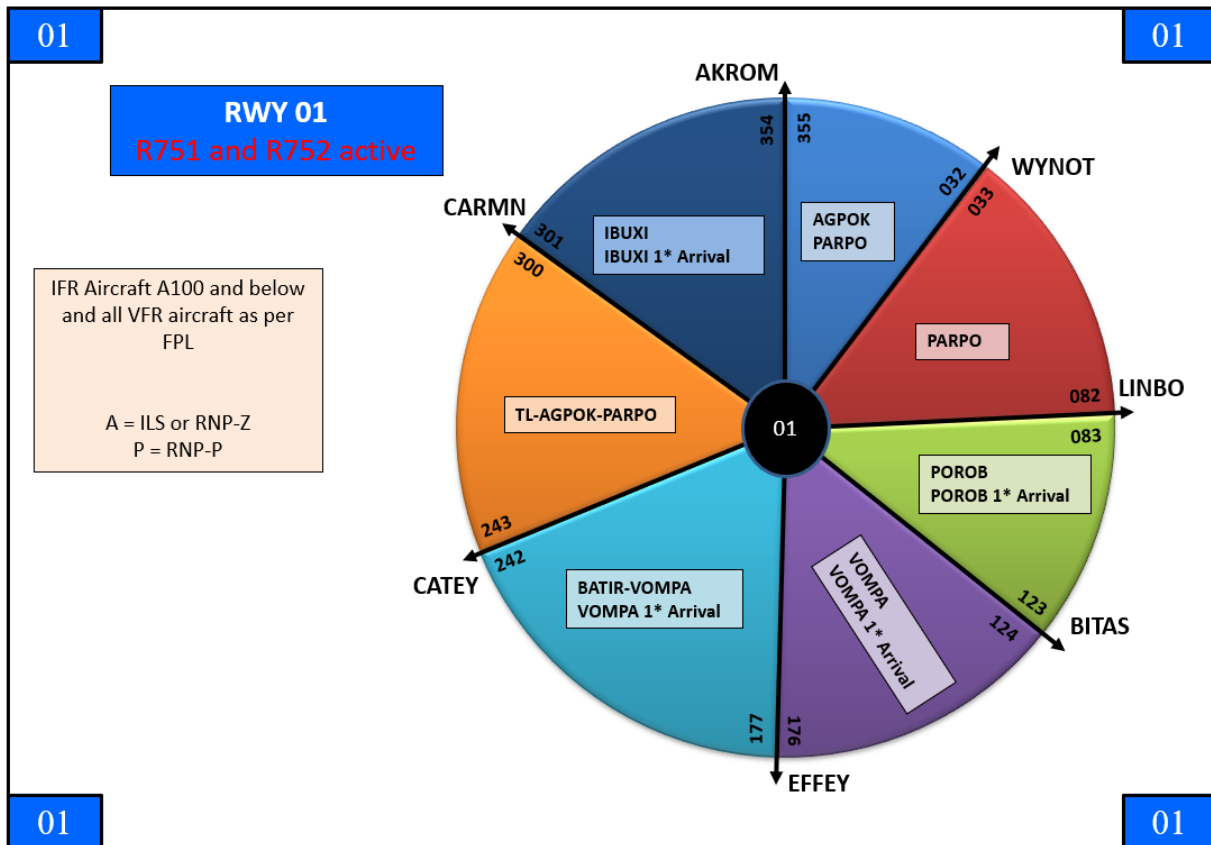 01
01
RWY 01
R751 and R752 active
IFR Aircraft A100 and below
and all VFR aircraft as per
FPL
A = ILS or RNP-Z
P = RNP-P
AKROM
354
355
032
WYNOT
033
CARMN
301
300
IBUXI
IBUXI 1* Arrival
AGPOK
PARPO
PARPO
082
LINBO
083
TL-AGPOK-PARPO
01
POROB
POROB 1* Arrival
243
242
CATEY
BATIR-VOMPA
VOMPA 1* Arrival
VOMPA
VOMPA 1* Arrival
123
124
BITAS
177
176
EFFEY
01
01